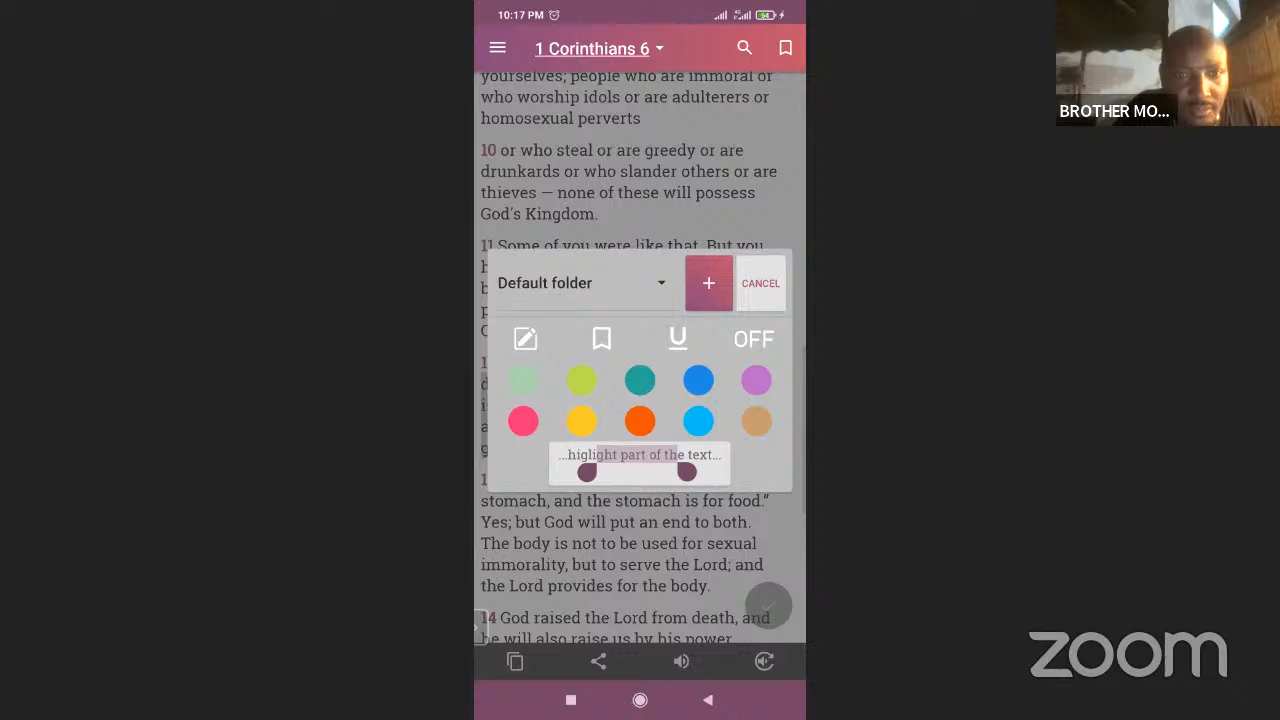 10:17 PM
4G
94
1 Corinthians 6
yourselves; people who are immoral or
who worship idols or are adulterers or
homosexual perverts
10 or who steal or are greedy or are
drunkards or who slander others or are
thieves — none of these will possess
God's Kingdom.
11 Some of you were like that. But you
Default folder
+
CANCEL
U
OFF
...higlight part of the text...
stomach, and the stomach is for food.”
Yes; but God will put an end to both.
The body is not to be used for sexual
immorality, but to serve the Lord; and
the Lord provides for the body.
14 God raised the Lord from death, and
he will also raise us by his power.
BROTHER MO...
zoom